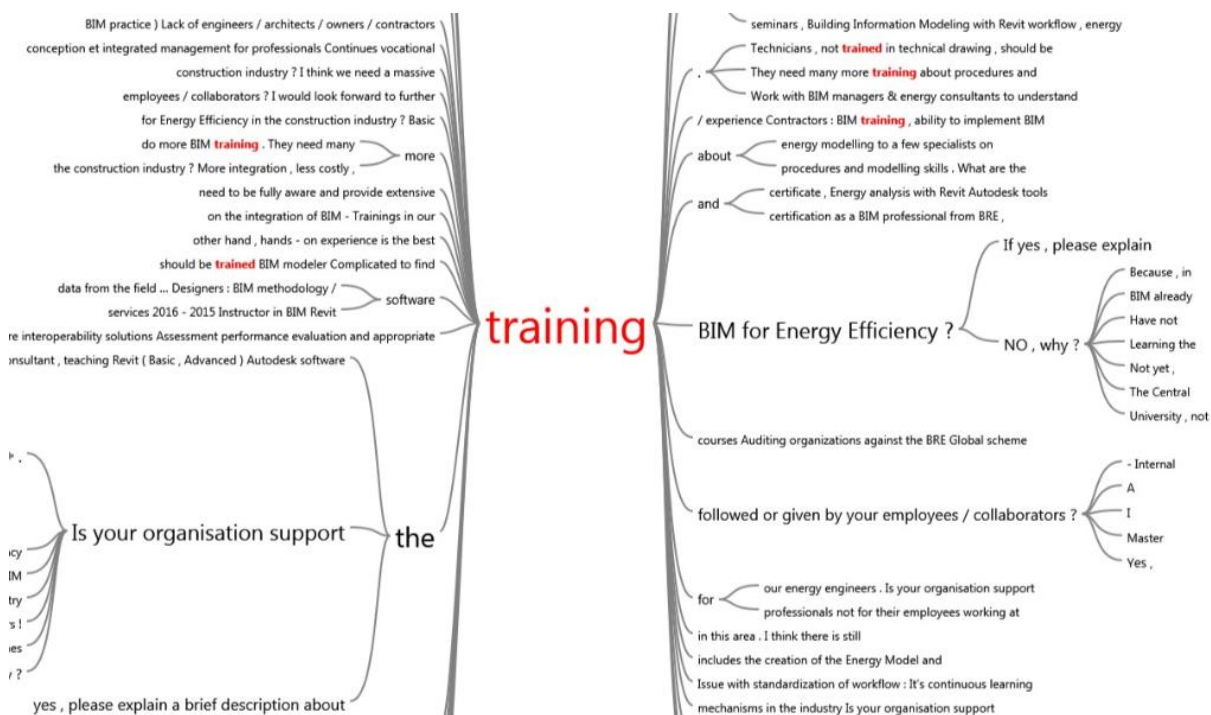 BIM practice ) Lack of engineers / architects / owners / contractors
conception et integrated management for professionals Continues vocational
construction industry ? I think we need a massive
employees / collaborators ? I would look forward to further
for Energy Efficiency in the construction industry ? Basic
do more BIM training . They need many
more
the construction industry ? More integration , less costly ,
need to be fully aware and provide extensive
on the integration of BIM - Trainings in our
other hand , hands - on experience is the best
should be trained BIM modeler Complicated to find
data from the field ... Designers : BIM methodology /
software
services 2016 - 2015 Instructor in BIM Revit
re interoperability solutions Assessment performance evaluation and appropriate
onsultant , teaching Revit ( Basic , Advanced ) Autodesk software
.
Is your organisation support
the
cy
IM
try
s !
es
?
yes , please explain a brief description about
training
seminars , Building Information Modeling with Revit workflow , energy
.
Technicians , not trained in technical drawing , should be
They need many more training about procedures and
Work with BIM managers & energy consultants to understand
/ experience Contractors : BIM training , ability to implement BIM
about
energy modelling to a few specialists on
procedures and modelling skills . What are the
and
certificate , Energy analysis with Revit Autodesk tools
certification as a BIM professional from BRE ,
BIM for Energy Efficiency ?
If yes , please explain
NO , why ?
Because , in
BIM already
Have not
Learning the
Not yet ,
The Central
University , not
courses Auditing organizations against the BRE Global scheme
followed or given by your employees / collaborators ?
- Internal
A
I
Master
Yes ,
for
our energy engineers . Is your organisation support
professionals not for their employees working at
in this area . I think there is still
includes the creation of the Energy Model and
Issue with standardization of workflow : It's continuous learning
mechanisms in the industry Is your organisation support